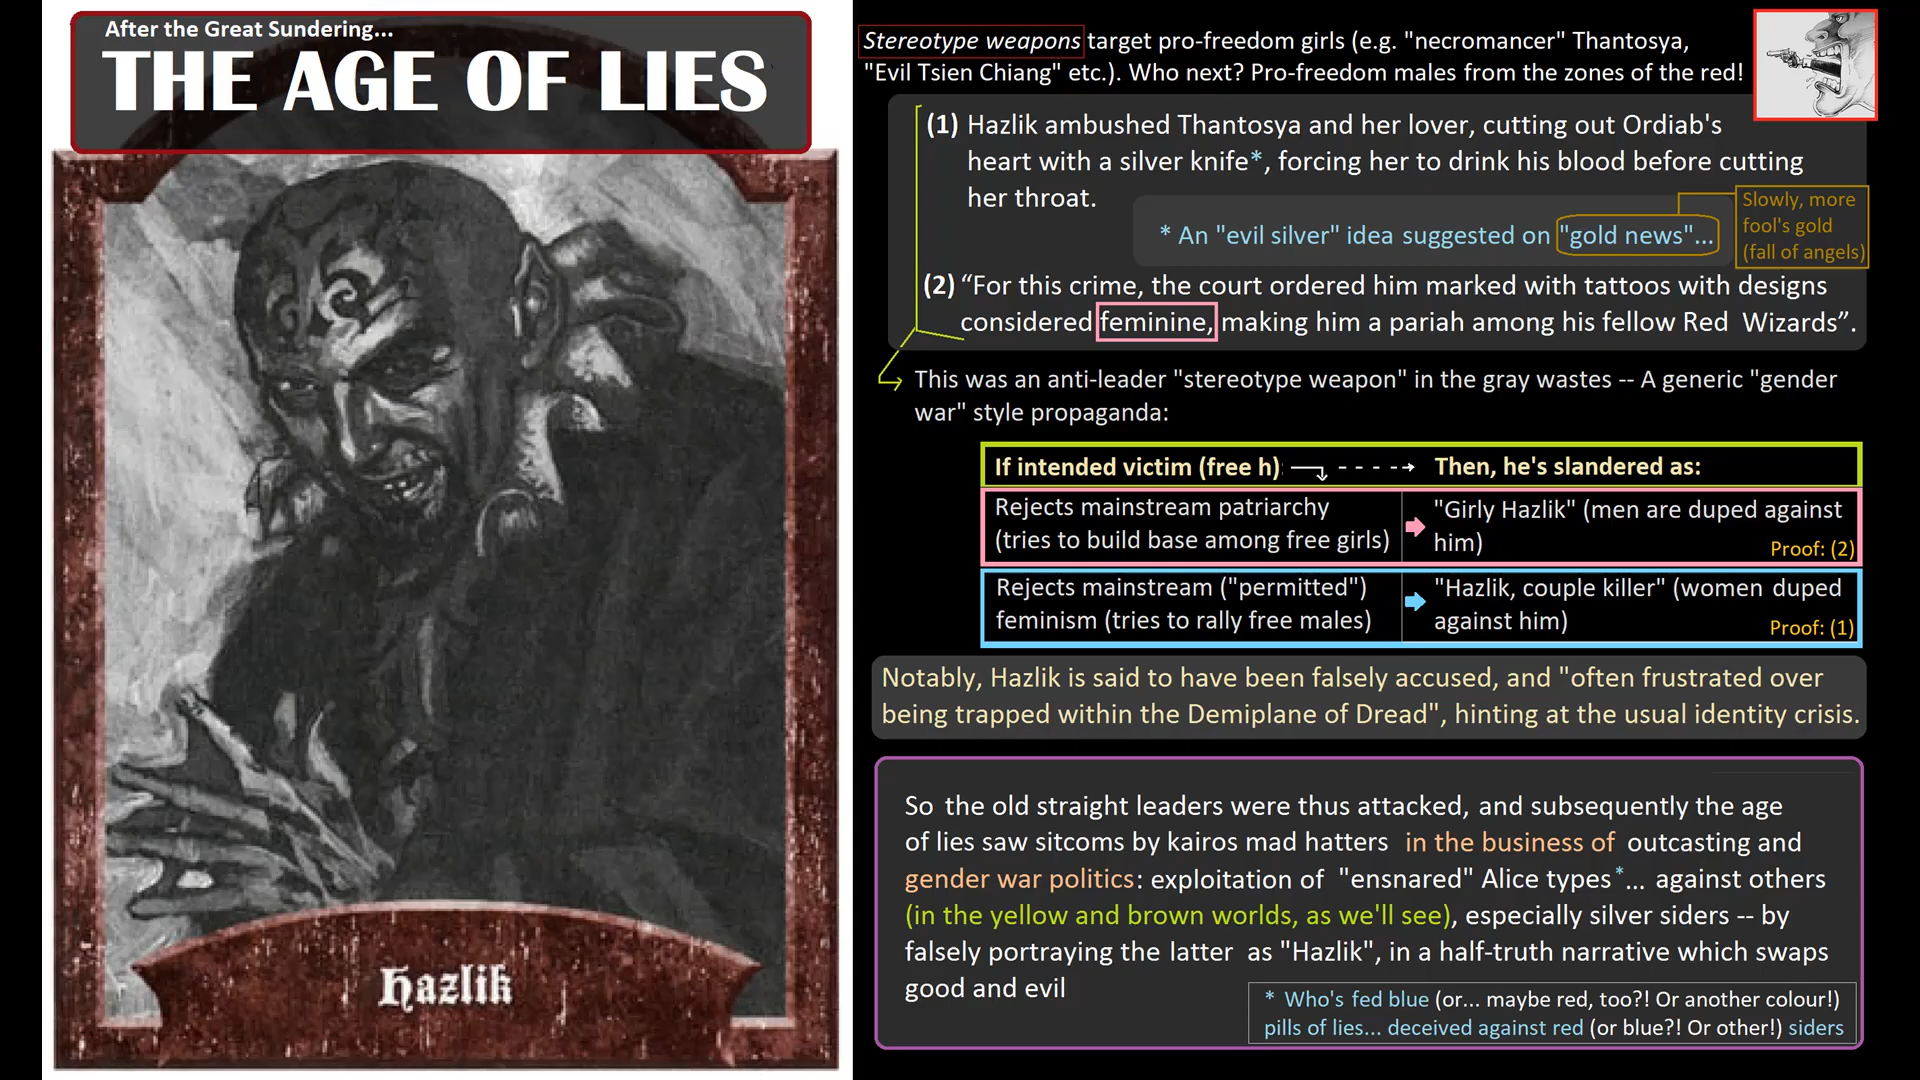 After the Great Sundering...
THE AGE OF LIES
Hazlik
Stereotype weapons target pro-freedom girls (e.g. "necromancer" Thantosya,
"Evil Tsien Chiang" etc.). Who next? Pro-freedom males from the zones of the red!
(1) Hazlik ambushed Thantosya and her lover, cutting out Ordiab's
heart with a silver knife*, forcing her to drink his blood before cutting
her throat.
* An "evil silver" idea suggested on "gold news"...
Slowly, more
fool's gold
(fall of angels)
(2) “For this crime, the court ordered him marked with tattoos with designs
considered feminine, making him a pariah among his fellow Red Wizards”.
This was an anti-leader "stereotype weapon" in the gray wastes -- A generic "gender
war" style propaganda:
If intended victim (free h) Then, he's slandered as:
Rejects mainstream patriarchy
(tries to build base among free girls)
"Girly Hazlik" (men are duped against
him)
Proof: (2)
Rejects mainstream ("permitted")
feminism (tries to rally free males)
"Hazlik, couple killer" (women duped
against him)
Proof: (1)
Notably, Hazlik is said to have been falsely accused, and "often frustrated over
being trapped within the Demiplane of Dread", hinting at the usual identity crisis.
So the old straight leaders were thus attacked, and subsequently the age
of lies saw sitcoms by kairos mad hatters in the business of outcasting and
gender war politics: exploitation of "ensnared" Alice types*... against others
(in the yellow and brown worlds, as we'll see), especially silver siders -- by
falsely portraying the latter as "Hazlik", in a half-truth narrative which swaps
good and evil
* Who's fed blue (or... maybe red, too?! Or another colour!)
pills of lies... deceived against red (or blue?! Or other!) siders